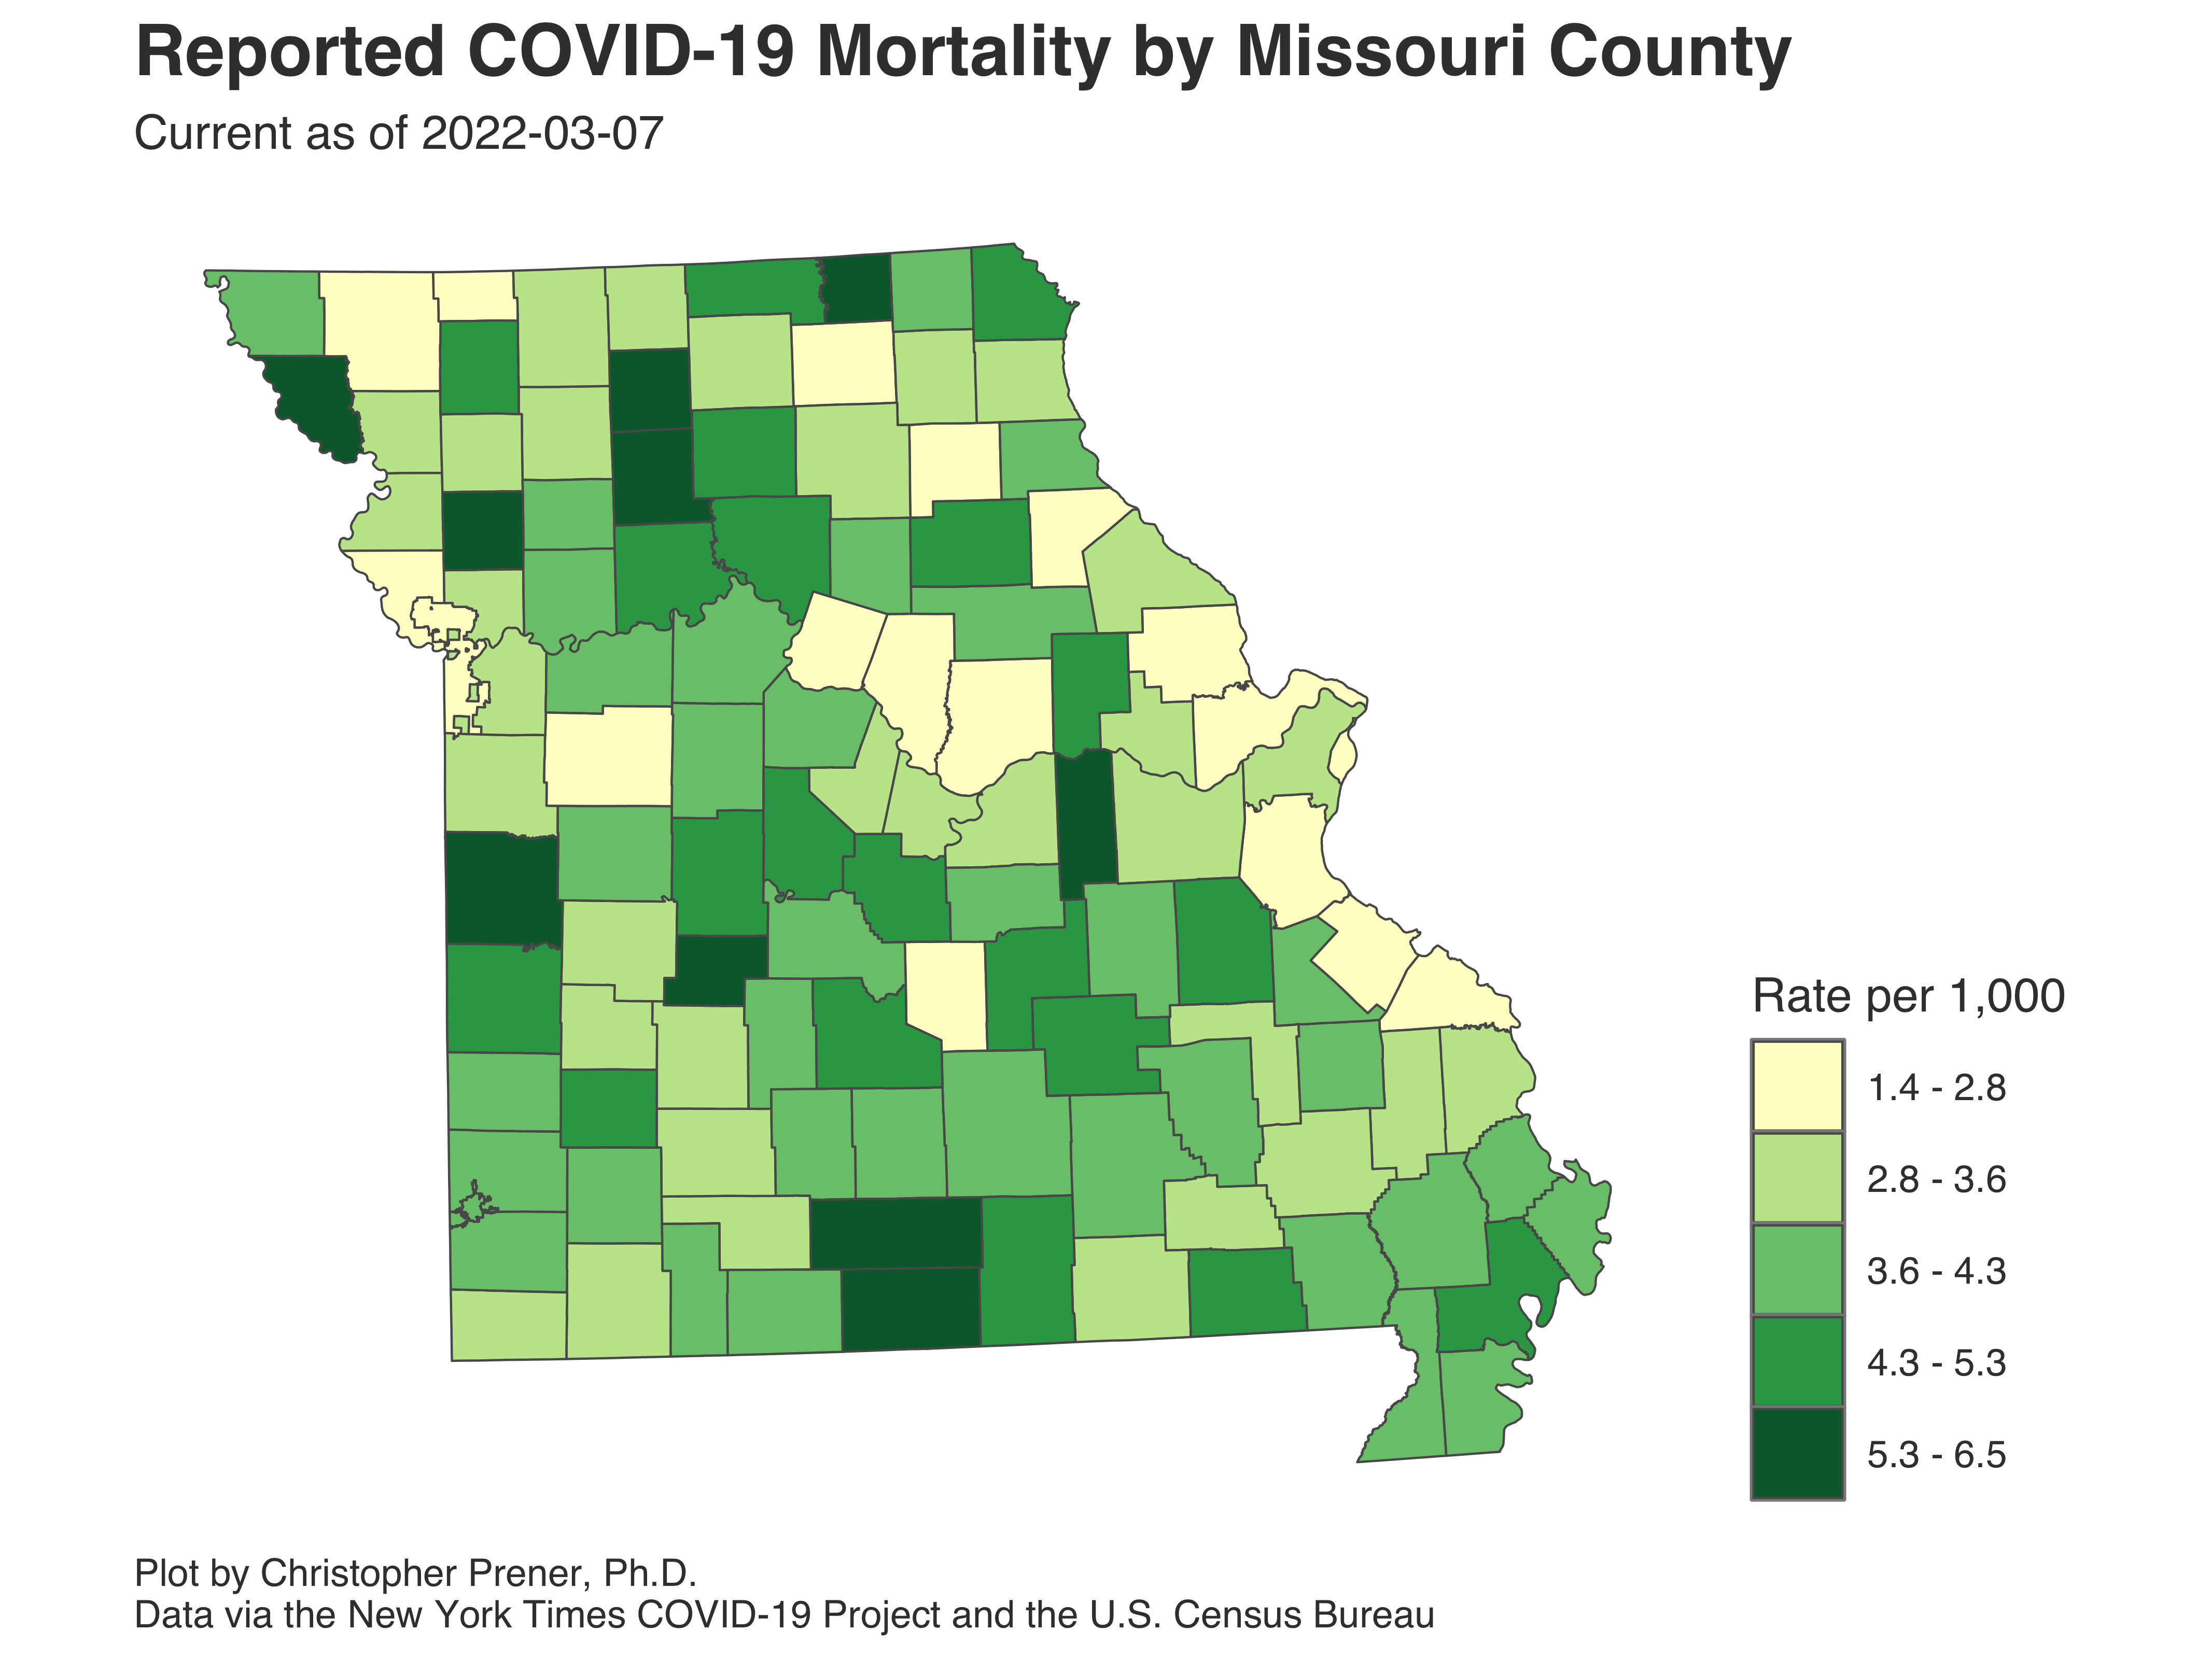 Reported COVID-19 Mortality by Missouri County
Current as of 2022-03-07
Rate per 1,000
1.4 - 2.8
2.8 - 3.6
3.6 - 4.3
4.3 - 5.3
5.3 - 6.5
Plot by Christopher Prener, Ph.D.
Data via the New York Times COVID-19 Project and the U.S. Census Bureau